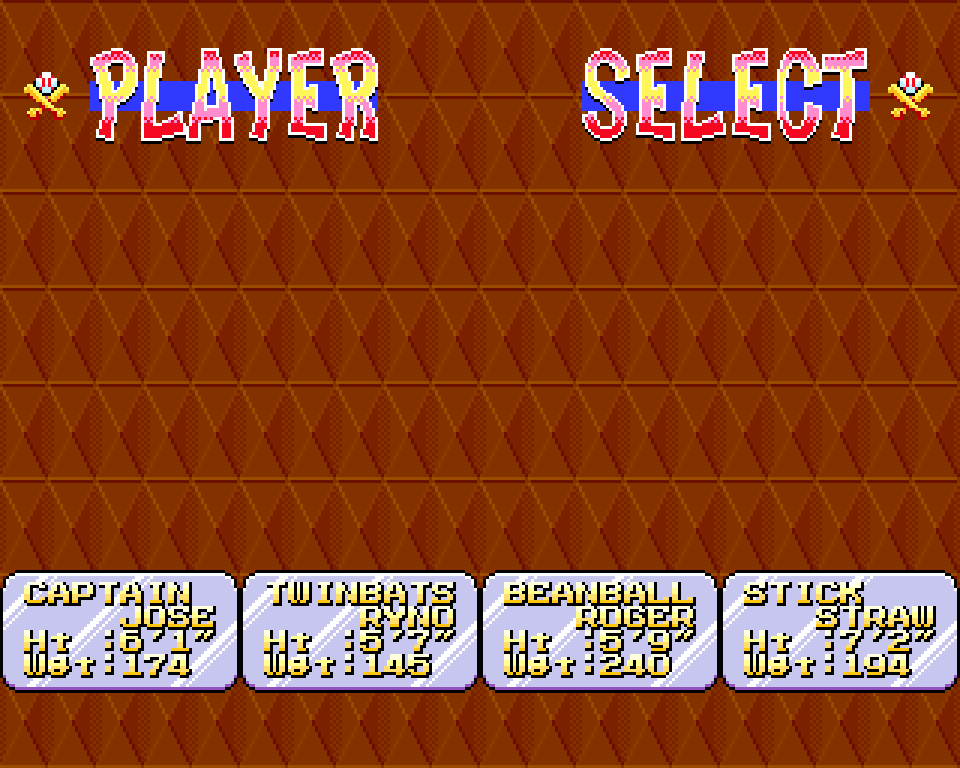 PLAYER SELECT
CAPTAIN
JOSE
Ht :6'1"
Wgt:174
TWINBATS
RYNO
Ht :5'7"
Wgt:145
BEANBALL
ROGER
Ht :5'9"
Wgt:240
STICK
STRAW
Ht :7'2"
Wgt:194